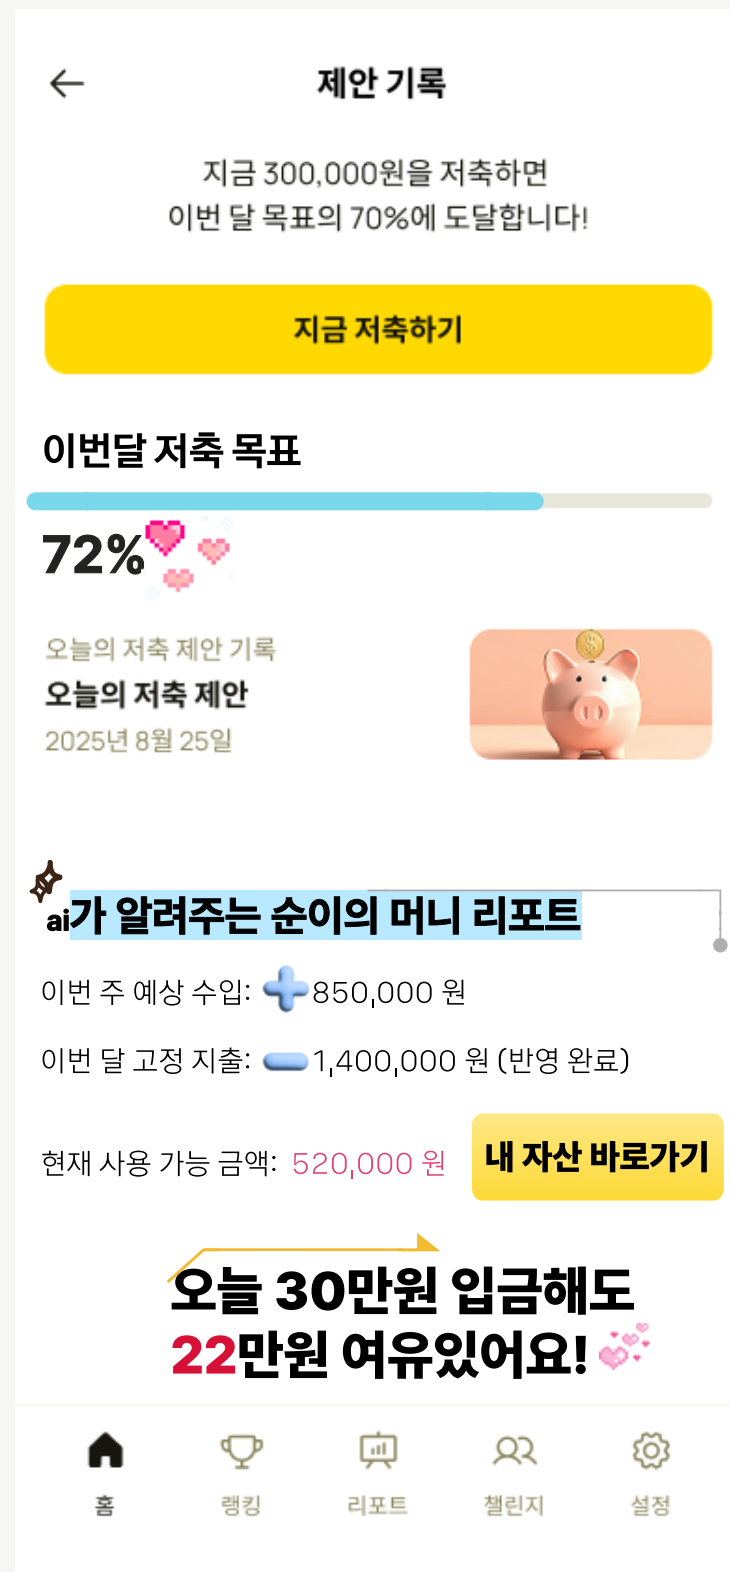 제안 기록
지금 300,000원을 저축하면
이번 달 목표의 70%에 도달합니다!
지금 저축하기
이번달 저축 목표
72%
오늘의 저축 제안 기록
오늘의 저축 제안
2025년 8월 25일
ai가 알려주는 순이의 머니 리포트
이번 주 예상 수입: ➕850,000 원
이번 달 고정 지출: ➖1,400,000 원 (반영 완료)
현재 사용 가능 금액: 520,000 원
내 자산 바로가기
오늘 30만원 입금해도
22만원 여유있어요!
홈
랭킹
리포트
챌린지
설정